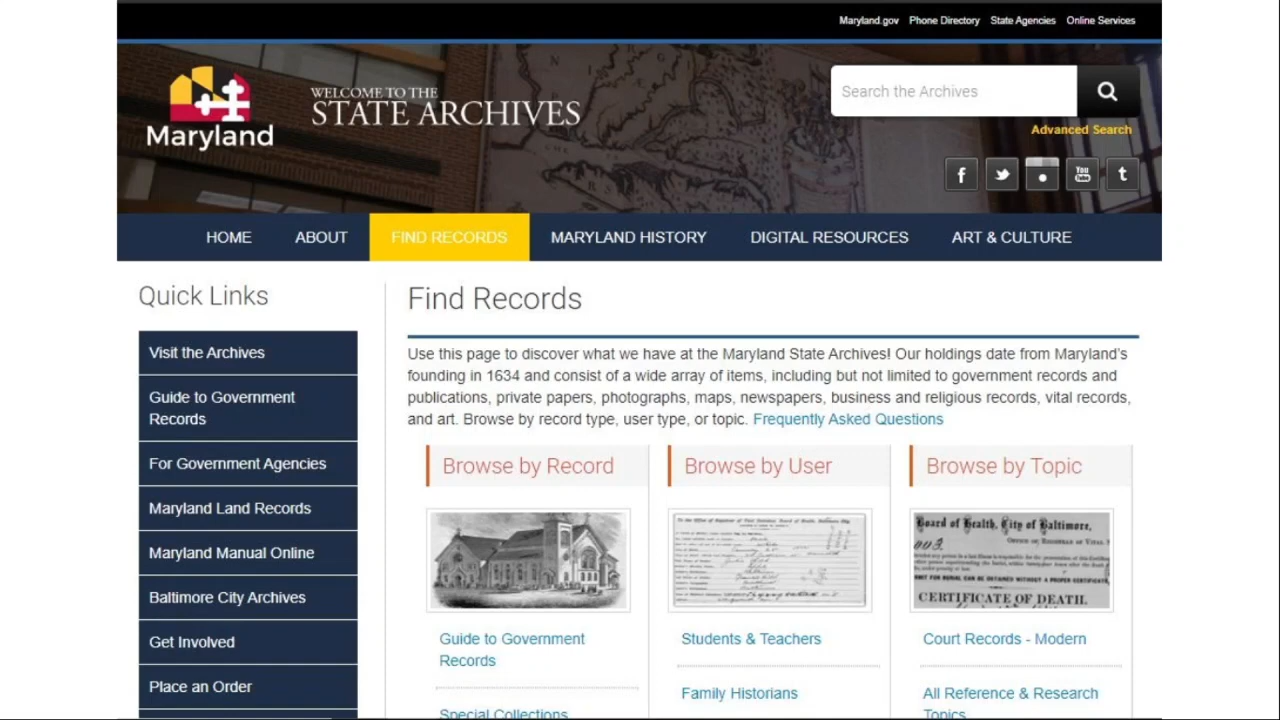 Maryland.gov Phone Directory State Agencies Online Services
Maryland
WELCOME TO THE
STATE ARCHIVES
Search the Archives
Advanced Search
f You Tube t
HOME ABOUT FIND RECORDS MARYLAND HISTORY DIGITAL RESOURCES ART & CULTURE
Quick Links
Visit the Archives
Guide to Government
Records
For Government Agencies
Maryland Land Records
Maryland Manual Online
Baltimore City Archives
Get Involved
Place an Order
Find Records
Use this page to discover what we have at the Maryland State Archives! Our holdings date from Maryland's
founding in 1634 and consist of a wide array of items, including but not limited to government records and
publications, private papers, photographs, maps, newspapers, business and religious records, vital records,
and art. Browse by record type, user type, or topic. Frequently Asked Questions
Browse by Record
Guide to Government
Records
Special Collections
Browse by User
Students & Teachers
Family Historians
Browse by Topic
Board of Health, City of Baltimore,
CERTIFICATE OF DEATH.
Court Records - Modern
All Reference & Research
Topics